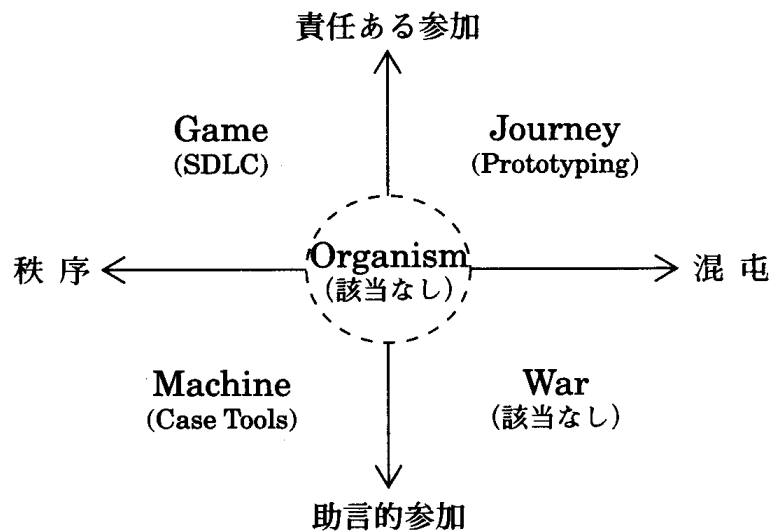 責任ある参加
Game
(SDLC)
Journey
(Prototyping)
秩序
Organism
(該当なし)
混屯
Machine
(Case Tools)
War
(該当なし)
助言的参加